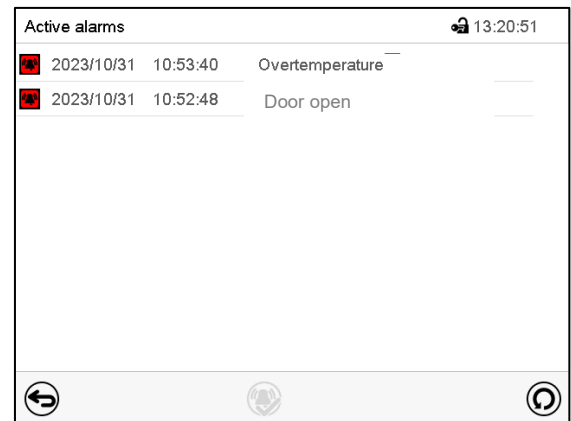 Active alarms 13:20:51
2023/10/31 10:53:40 Overtemperature
2023/10/31 10:52:48 Door open